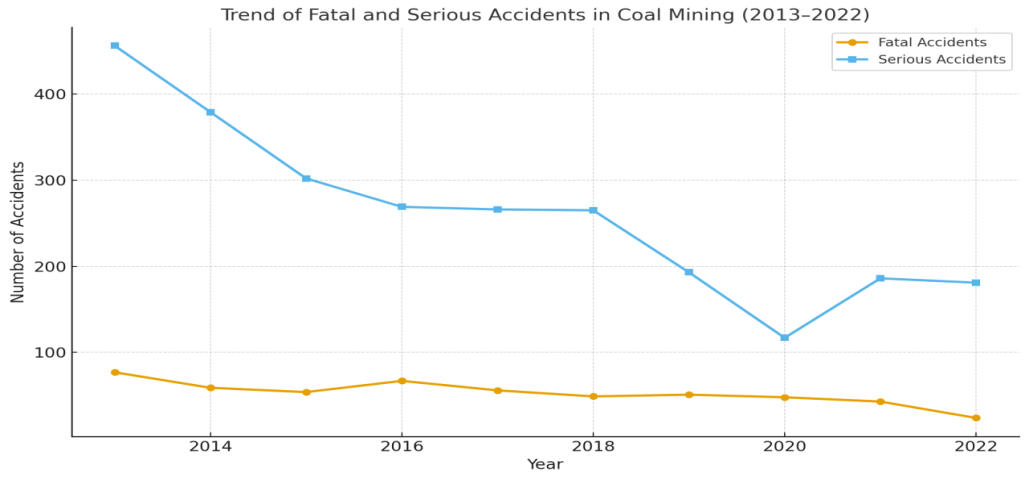 Trend of Fatal and Serious Accidents in Coal Mining (2013–2022)
Fatal Accidents
Serious Accidents
Number of Accidents
400
300
200
100
2014 2016 2018 2020 2022
Year